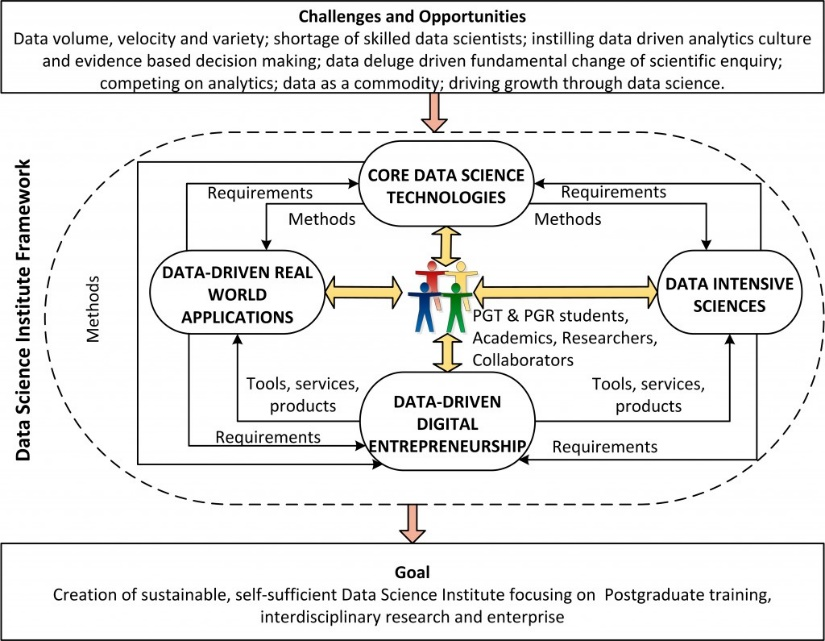 Challenges and Opportunities
Data volume, velocity and variety; shortage of skilled data scientists; instilling data driven analytics culture
and evidence based decision making; data deluge driven fundamental change of scientific enquiry;
competing on analytics; data as a commodity; driving growth through data science.
Data Science Institute Framework
CORE DATA SCIENCE
TECHNOLOGIES
Requirements
Requirements
Methods
Methods
DATA-DRIVEN REAL
WORLD
APPLICATIONS
DATA INTENSIVE
SCIENCES
Methods
PGT & PGR students,
Academics, Researchers,
Collaborators
Tools, services,
products
Tools, services,
products
DATA-DRIVEN
DIGITAL
ENTREPRENEURSHIP
Requirements
Requirements
Goal
Creation of sustainable, self-sufficient Data Science Institute focusing on Postgraduate training,
interdisciplinary research and enterprise